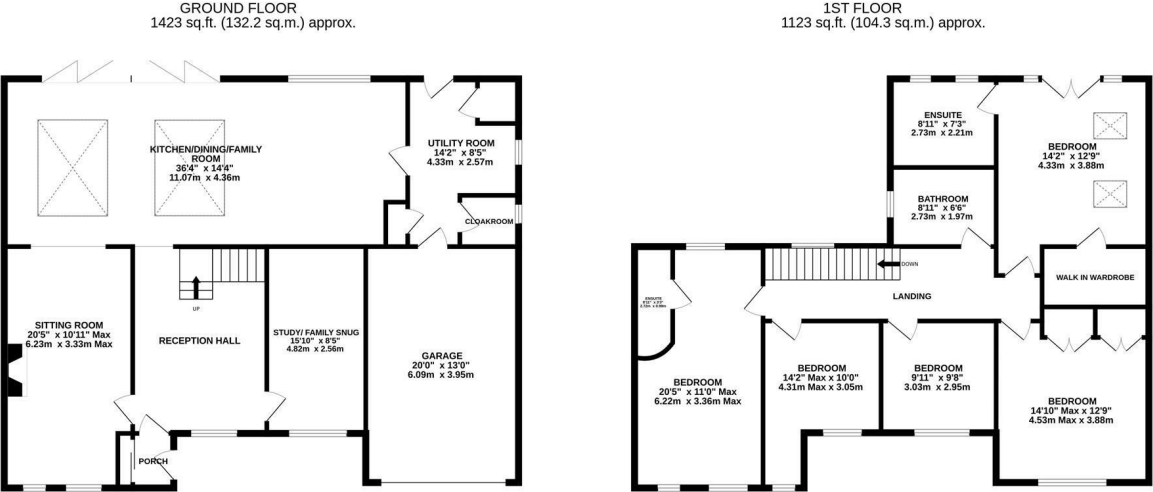 GROUND FLOOR
1423 sq.ft. (132.2 sq.m.) approx.
KITCHEN/DINING/FAMILY
ROOM
36'4" x 14'4"
11.07m x 4.36m
UTILITY ROOM
14'2" x 8'5"
4.33m x 2.57m
CLOAKROOM
SITTING ROOM
20'5" x 10'11" Max
6.23m x 3.33m Max
UP
RECEPTION HALL
STUDY/ FAMILY SNUG
15'10" x 8'5"
4.82m x 2.56m
GARAGE
20'0" x 13'0"
6.09m x 3.95m
PORCH
1ST FLOOR
1123 sq.ft. (104.3 sq.m.) approx.
ENSUITE
8'11" x 7'3"
2.73m x 2.21m
BEDROOM
14'2" x 12'9"
4.33m x 3.88m
BATHROOM
8'11" x 6'6"
2.73m x 1.97m
DOWN
WALK IN WARDROBE
LANDING
ENSUITE
BEDROOM
20'5" x 11'0" Max
6.22m x 3.36m Max
BEDROOM
14'2" Max x 10'0"
4.31m Max x 3.05m
BEDROOM
9'11" x 9'8"
3.03m x 2.95m
BEDROOM
14'10" Max x 12'9"
4.53m Max x 3.88m